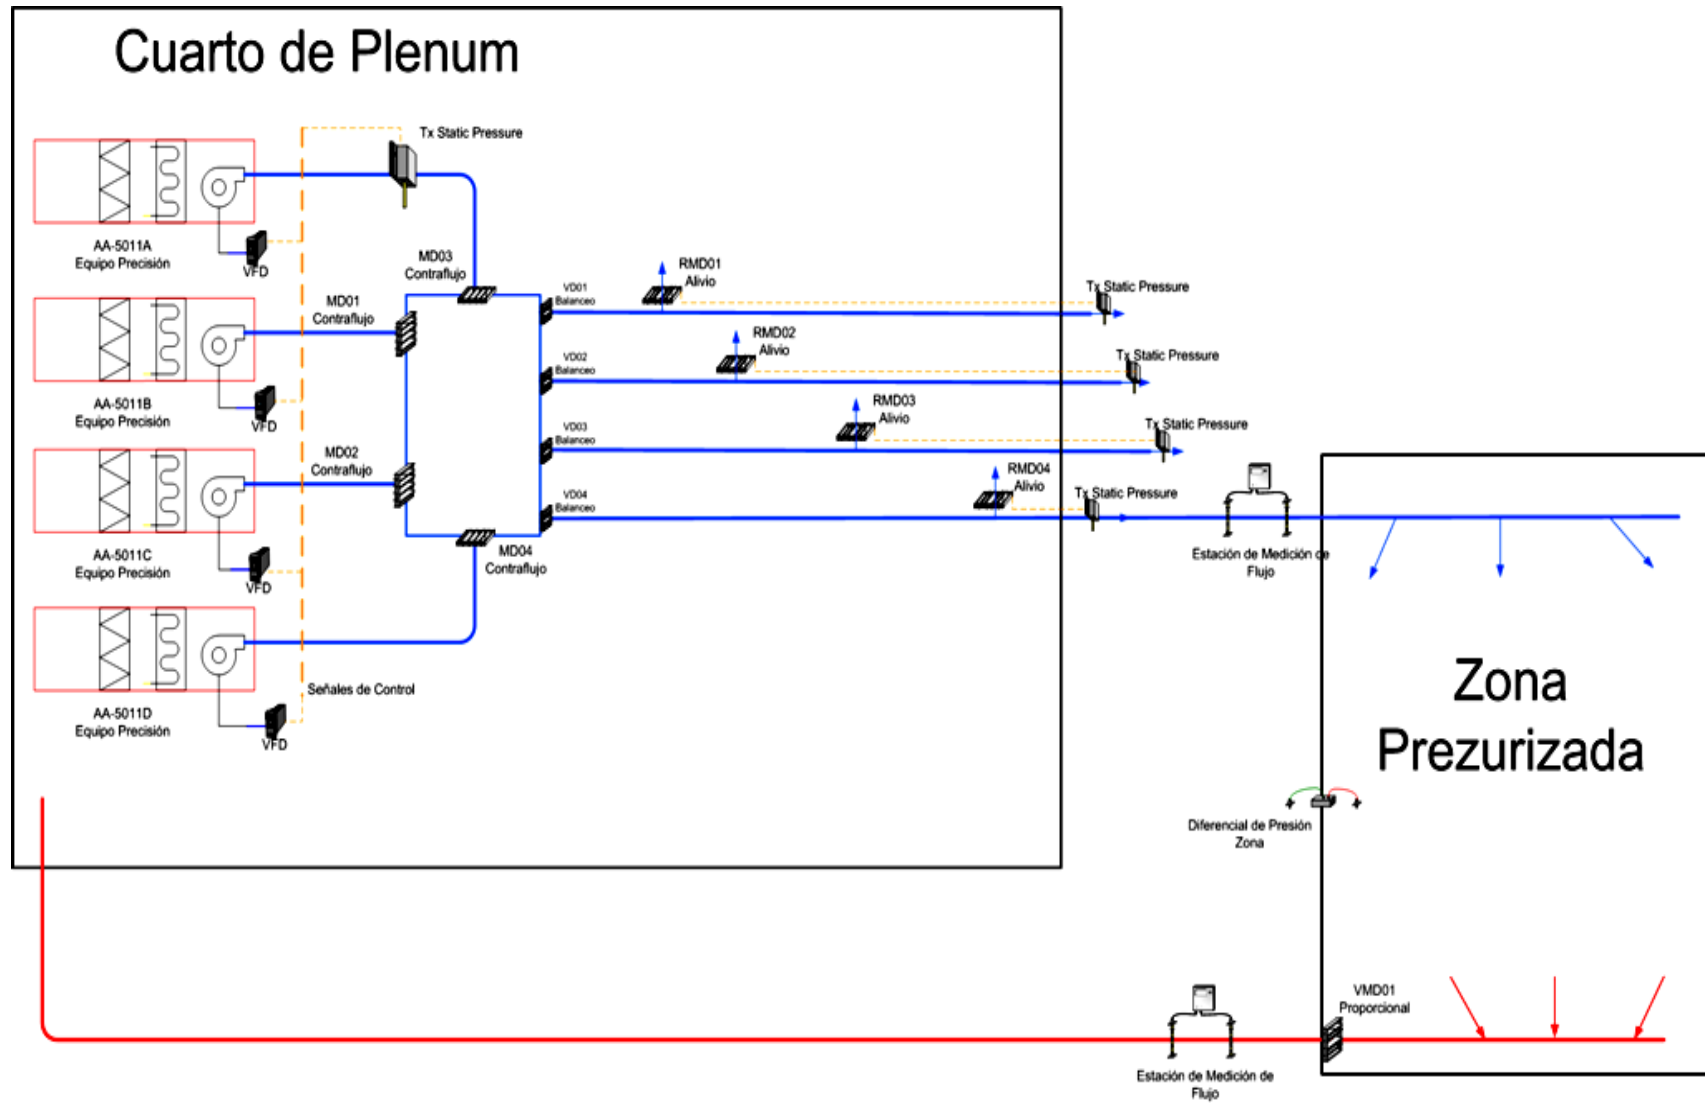 Cuarto de Plenum
Tx Static Pressure
AA-5011A
Equipo Precisión
VFD
MD03
Contraflujo
MD01
Contraflujo
AA-5011B
Equipo Precisión
VFD
MD02
Contraflujo
AA-5011C
Equipo Precisión
VFD
MD04
Contraflujo
Señales de Control
AA-5011D
Equipo Precisión
VFD
VD01
Balanceo
RMD01
Alivio
Tx Static Pressure
VD02
Balanceo
RMD02
Alivio
Tx Static Pressure
VD03
Balanceo
RMD03
Alivio
Tx Static Pressure
VD04
Balanceo
RMD04
Alivio
Tx Static Pressure
Estación de Medición de
Flujo
Zona
Prezurizada
Diferencial de Presión
Zona
VMD01
Proporcional
Estación de Medición de
Flujo